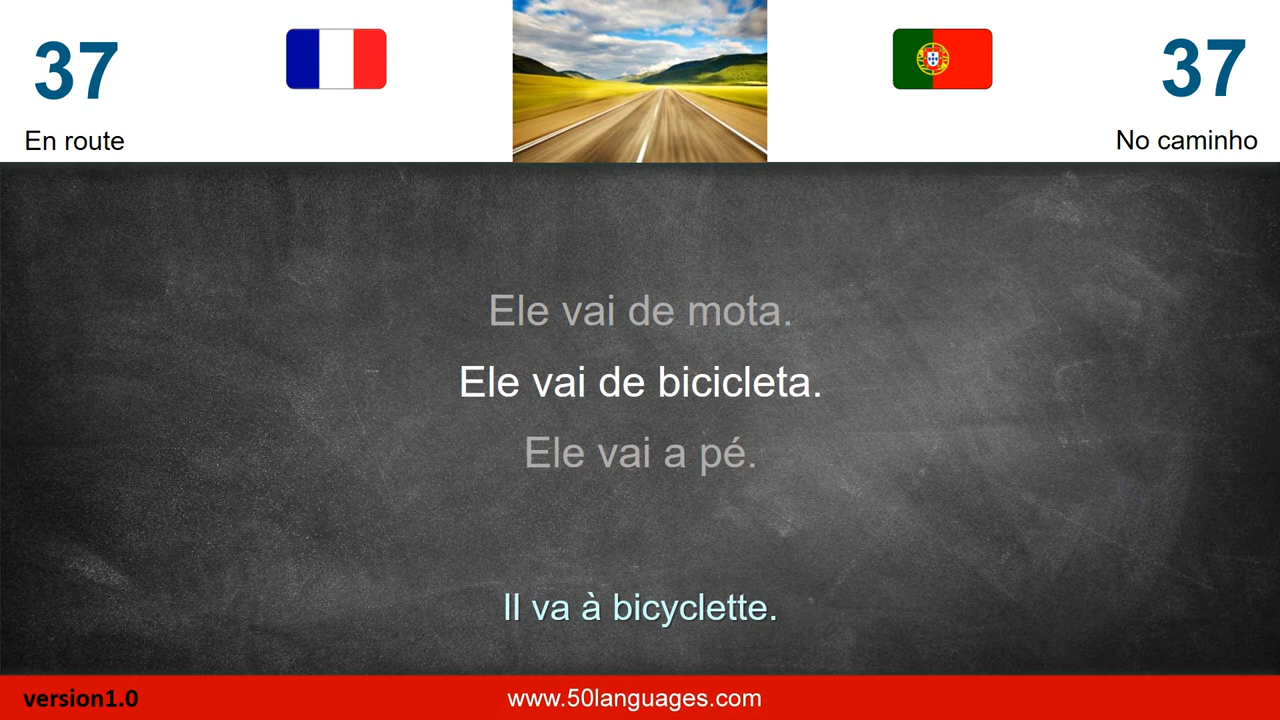 37
En route
37
No caminho
Ele vai de mota.
Ele vai de bicicleta.
Ele vai a pé.
Il va à bicyclette.
version1.0
www.50languages.com